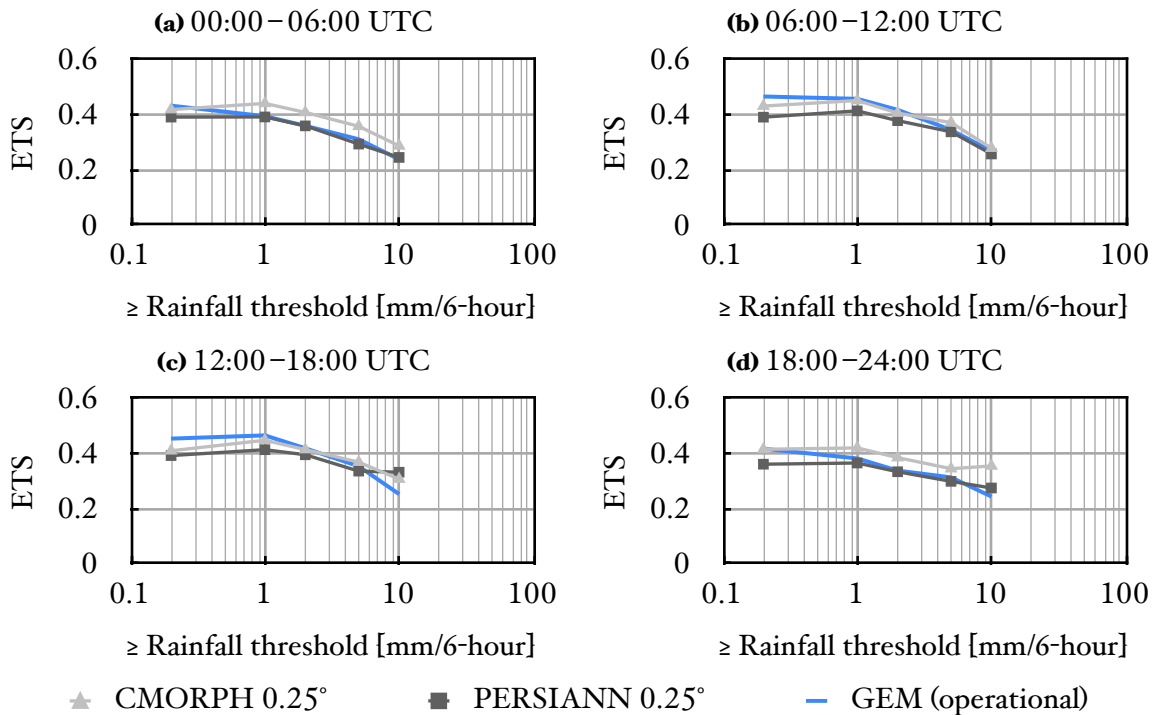 (a) 00:00–06:00 UTC
0.6
0.4
0.2
0
ETS
0.1 1 10 100
≥ Rainfall threshold [mm/6-hour]
(b) 06:00–12:00 UTC
0.6
0.4
0.2
0
ETS
0.1 1 10 100
≥ Rainfall threshold [mm/6-hour]
(c) 12:00–18:00 UTC
0.6
0.4
0.2
0
ETS
0.1 1 10 100
≥ Rainfall threshold [mm/6-hour]
(d) 18:00–24:00 UTC
0.6
0.4
0.2
0
ETS
0.1 1 10 100
≥ Rainfall threshold [mm/6-hour]
CMORPH 0.25° PERSIANN 0.25° GEM (operational)